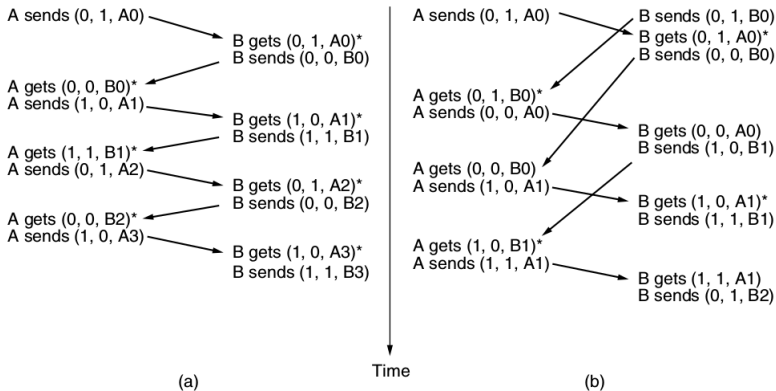 A sends (0, 1, A0)
B gets (0, 1, A0)*
B sends (0, 0, B0)
A gets (0, 0, B0)*
A sends (1, 0, A1)
B gets (1, 0, A1)*
B sends (1, 1, B1)
A gets (1, 1, B1)*
A sends (0, 1, A2)
B gets (0, 1, A2)*
B sends (0, 0, B2)
A gets (0, 0, B2)*
A sends (1, 0, A3)
B gets (1, 0, A3)*
B sends (1, 1, B3)
(a)
Time
A sends (0, 1, A0)
B sends (0, 1, B0)
B gets (0, 1, A0)*
B sends (0, 0, B0)
A gets (0, 1, B0)*
A sends (0, 0, A0)
B gets (0, 0, A0)
B sends (1, 0, B1)
A gets (0, 0, B0)
A sends (1, 0, A1)
B gets (1, 0, A1)*
B sends (1, 1, B1)
A gets (1, 0, B1)*
A sends (1, 1, A1)
B gets (1, 1, A1)
B sends (0, 1, B2)
(b)